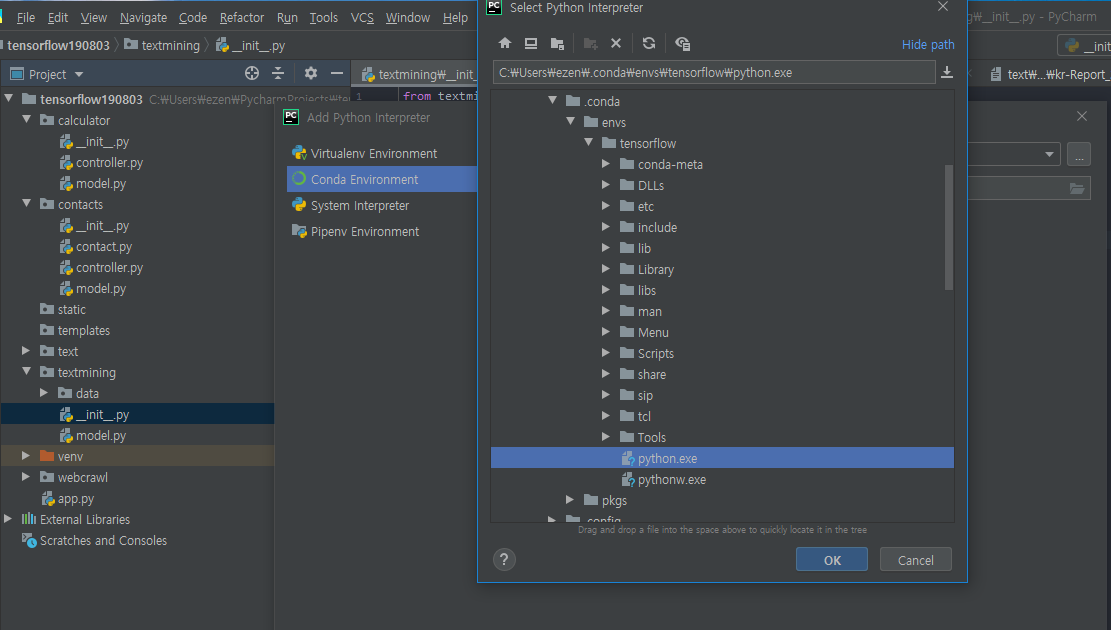 File Edit View Navigate Code Refactor Run Tools VCS Window Help
g\__init__.py - PyCharm
tensorflow190803 textmining __init__.py
__init
Project
textmining₩__init_
text₩...₩kr-Report_
1 from textmi
tensorflow190803 C:₩Users₩ezen₩PycharmProjects₩te
calculator
__init__.py
controller.py
model.py
contacts
__init__.py
contact.py
controller.py
model.py
static
templates
text
textmining
data
__init__.py
model.py
venv
webcrawl
app.py
External Libraries
Scratches and Consoles
PC Add Python Interpreter
Virtualenv Environment
Conda Environment
System Interpreter
Pipenv Environment
...
PC Select Python Interpreter
Hide path
C:₩Users₩ezen₩.conda₩envs₩tensorflow₩python.exe
.conda
envs
tensorflow
conda-meta
DLLs
etc
include
lib
Library
libs
man
Menu
Scripts
share
sip
tcl
Tools
python.exe
pythonw.exe
pkgs
.config
Drag and drop a file into the space above to quickly locate it in the tree
? OK Cancel